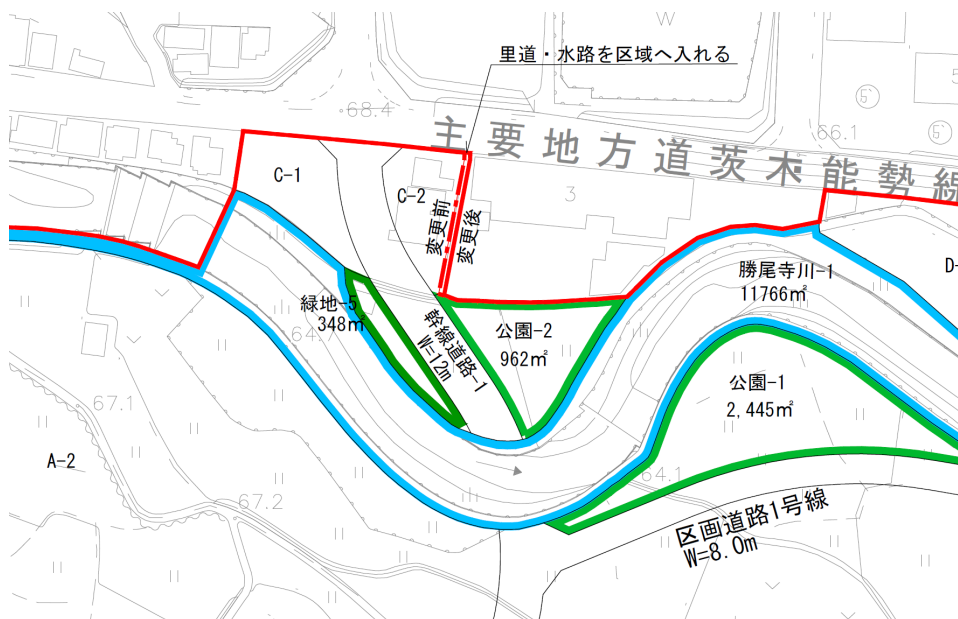 里道・水路を区域へ入れる
W
68.4
主要地方道茨木能勢線
66.1
5
C-1
C-2
3
変更前
変更後
勝尾寺川-1
11766㎡
D-
緑地-5
348㎡
64.7
幹線道路-1
W=12m
公園-2
962㎡
公園-1
2,445㎡
67.1
A-2
64.1
67.2
区画道路1号線
W=8.0m